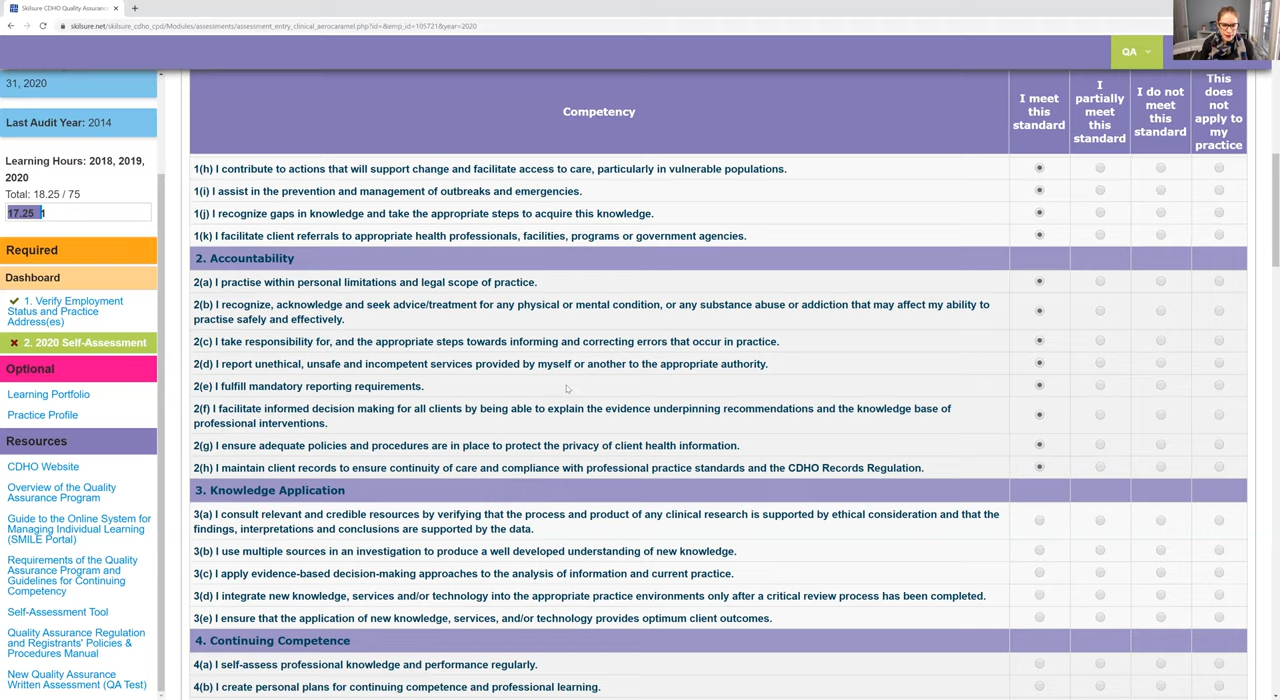 Skilsure CDHO Quality Assurance
skilsure.net/skilsure_cdho_cpd/Modules/assessments/assessment_entry_clinical_aerocaramel.php?id=&emp_id=105721&year=2020
QA
31, 2020
Last Audit Year: 2014
Learning Hours: 2018, 2019,
2020
Total: 18.25 / 75
17.25 1
Required
Dashboard
1. Verify Employment
Status and Practice
Address(es)
2. 2020 Self-Assessment
Optional
Learning Portfolio
Practice Profile
Resources
CDHO Website
Overview of the Quality
Assurance Program
Guide to the Online System for
Managing Individual Learning
(SMILE Portal)
Requirements of the Quality
Assurance Program and
Guidelines for Continuing
Competency
Self-Assessment Tool
Quality Assurance Regulation
and Registrants' Policies &
Procedures Manual
New Quality Assurance
Written Assessment (QA Test)
Competency
I meet
this
standard
I
partially
meet
this
standard
I do not
meet
this
standard
This
does
not
apply to
my
practice
1(h) I contribute to actions that will support change and facilitate access to care, particularly in vulnerable populations.
1(i) I assist in the prevention and management of outbreaks and emergencies.
1(j) I recognize gaps in knowledge and take the appropriate steps to acquire this knowledge.
1(k) I facilitate client referrals to appropriate health professionals, facilities, programs or government agencies.
2. Accountability
2(a) I practise within personal limitations and legal scope of practice.
2(b) I recognize, acknowledge and seek advice/treatment for any physical or mental condition, or any substance abuse or addiction that may affect my ability to
practise safely and effectively.
2(c) I take responsibility for, and the appropriate steps towards informing and correcting errors that occur in practice.
2(d) I report unethical, unsafe and incompetent services provided by myself or another to the appropriate authority.
2(e) I fulfill mandatory reporting requirements.
2(f) I facilitate informed decision making for all clients by being able to explain the evidence underpinning recommendations and the knowledge base of
professional interventions.
2(g) I ensure adequate policies and procedures are in place to protect the privacy of client health information.
2(h) I maintain client records to ensure continuity of care and compliance with professional practice standards and the CDHO Records Regulation.
3. Knowledge Application
3(a) I consult relevant and credible resources by verifying that the process and product of any clinical research is supported by ethical consideration and that the
findings, interpretations and conclusions are supported by the data.
3(b) I use multiple sources in an investigation to produce a well developed understanding of new knowledge.
3(c) I apply evidence-based decision-making approaches to the analysis of information and current practice.
3(d) I integrate new knowledge, services and/or technology into the appropriate practice environments only after a critical review process has been completed.
3(e) I ensure that the application of new knowledge, services, and/or technology provides optimum client outcomes.
4. Continuing Competence
4(a) I self-assess professional knowledge and performance regularly.
4(b) I create personal plans for continuing competence and professional learning.